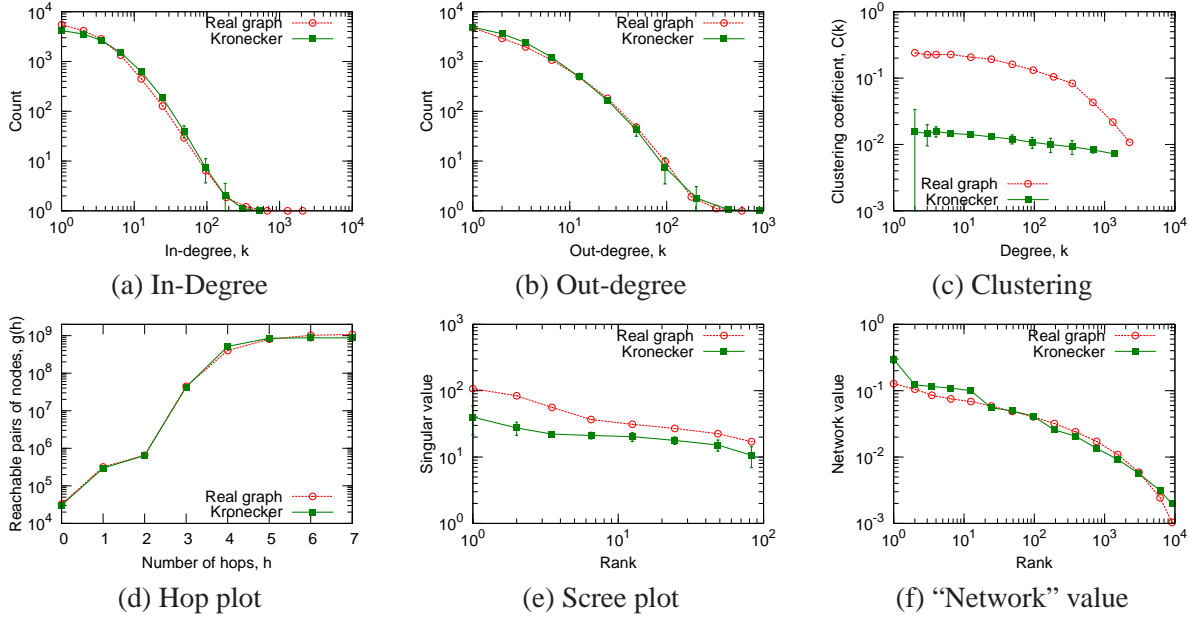 10^4
10^3
10^2
10^1
10^0
10^0 10^1 10^2 10^3 10^4
Count
In-degree, k
Real graph
Kronecker
(a) In-Degree
10^4
10^3
10^2
10^1
10^0
10^0 10^1 10^2 10^3
Count
Out-degree, k
Real graph
Kronecker
(b) Out-degree
10^0
10^-1
10^-2
10^-3
10^0 10^1 10^2 10^3 10^4
Clustering coefficient, C(k)
Degree, k
Real graph
Kronecker
(c) Clustering
10^9
10^8
10^7
10^6
10^5
10^4
0 1 2 3 4 5 6 7
Reachable pairs of nodes, g(h)
Number of hops, h
Real graph
Kronecker
(d) Hop plot
10^3
10^2
10^1
10^0
10^0 10^1 10^2
Singular value
Rank
Real graph
Kronecker
(e) Scree plot
10^0
10^-1
10^-2
10^-3
10^0 10^1 10^2 10^3 10^4
Network value
Rank
Real graph
Kronecker
(f) “Network” value